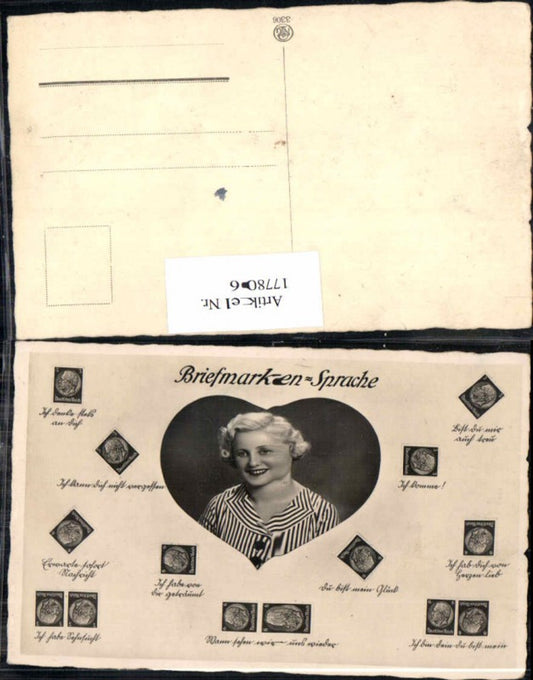 3306
Artikel Nr.
17780-6
Briefmarken-Sprache
Ich denke stets
an dich
Bist du mir
auch treu
Ich kann dich nicht vergessen
Ich komme!
Erwarte sofort
Nachricht
Ich habe von
dir geträumt
Du bist mein Glück
Ich hab dich von
Herzen lieb
Ich habe Sehnsucht
Wann sehen wir uns wieder
Ich bin dein du bist mein